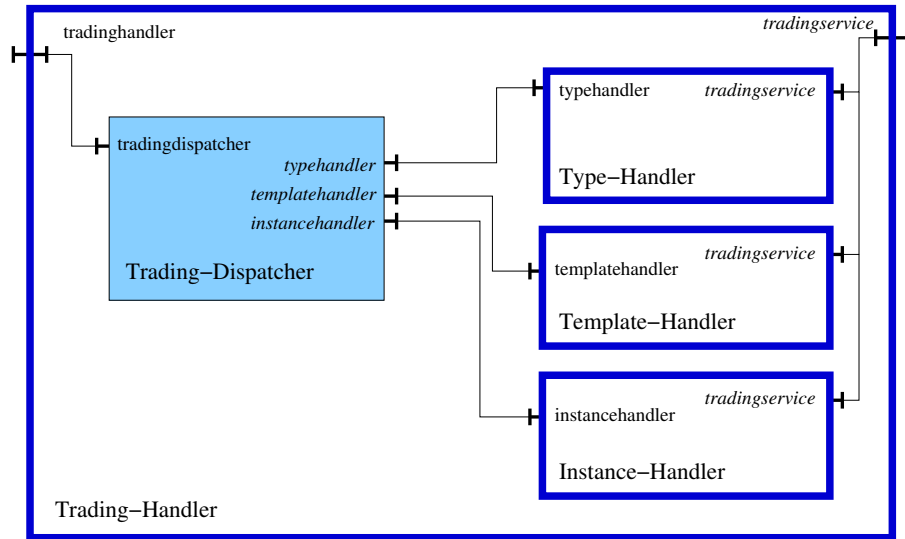 tradinghandler
tradingservice
typehandler
tradingservice
Type−Handler
tradingdispatcher
typehandler
templatehandler
instancehandler
Trading−Dispatcher
tradingservice
templatehandler
Template−Handler
tradingservice
instancehandler
Instance−Handler
Trading−Handler